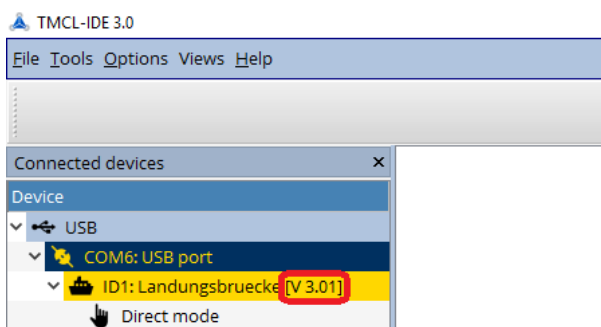 TMCL-IDE 3.0
File Tools Options Views Help
Connected devices
Device
USB
COM6: USB port
ID1: Landungsbruecke [V 3.01]
Direct mode